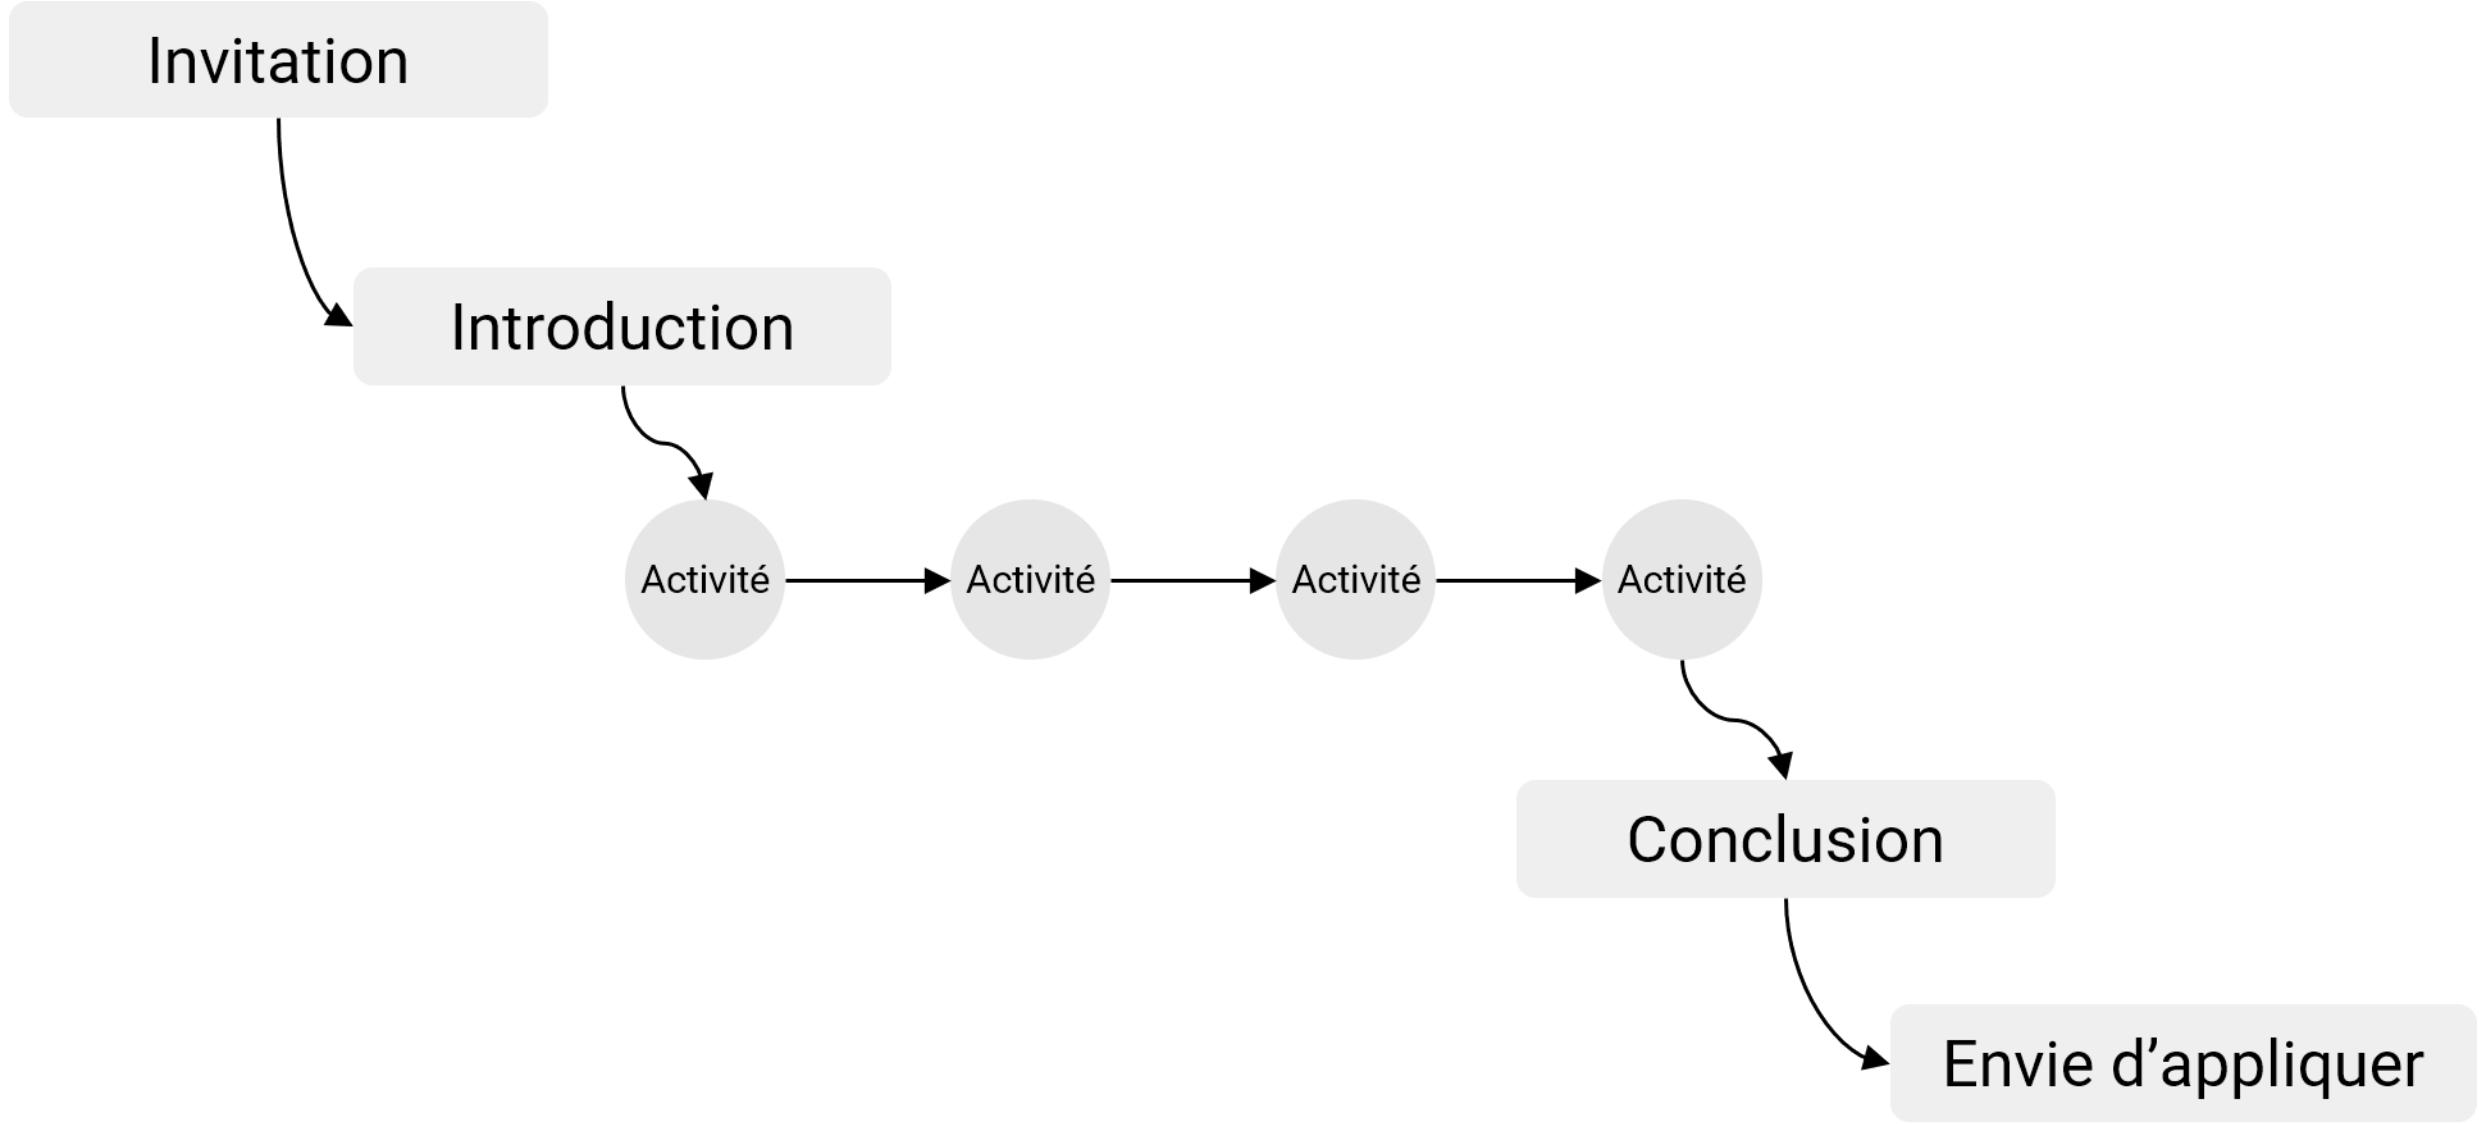 Invitation
Introduction
Activité
Activité
Activité
Activité
Conclusion
Envie d’appliquer